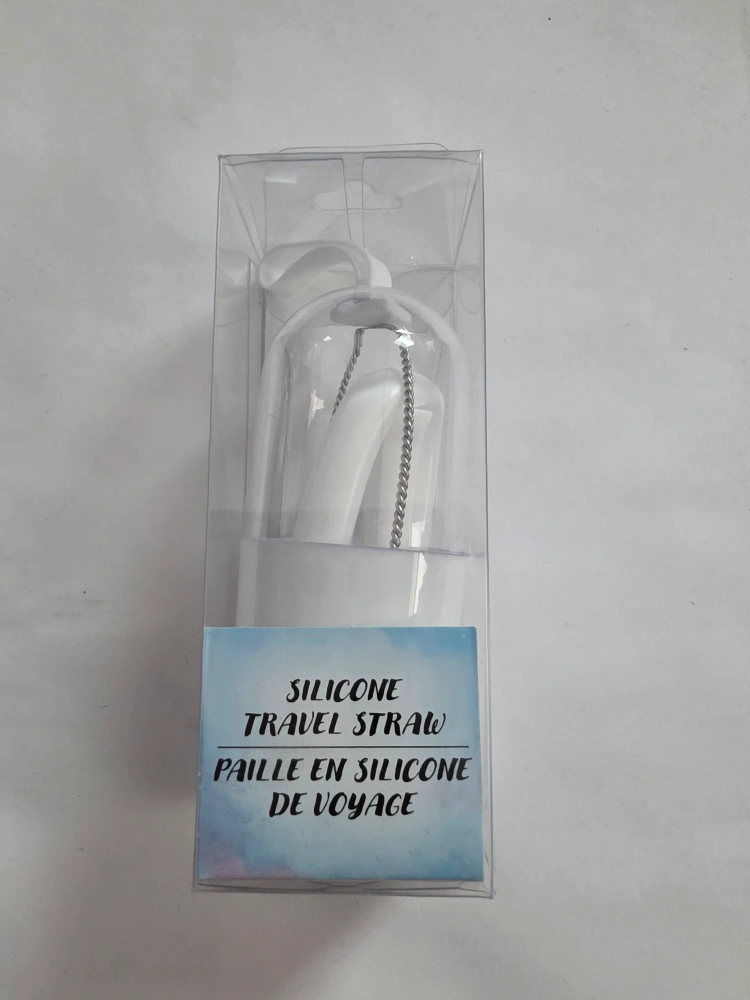 SILICONE
TRAVEL STRAW
PAILLE EN SILICONE
DE VOYAGE